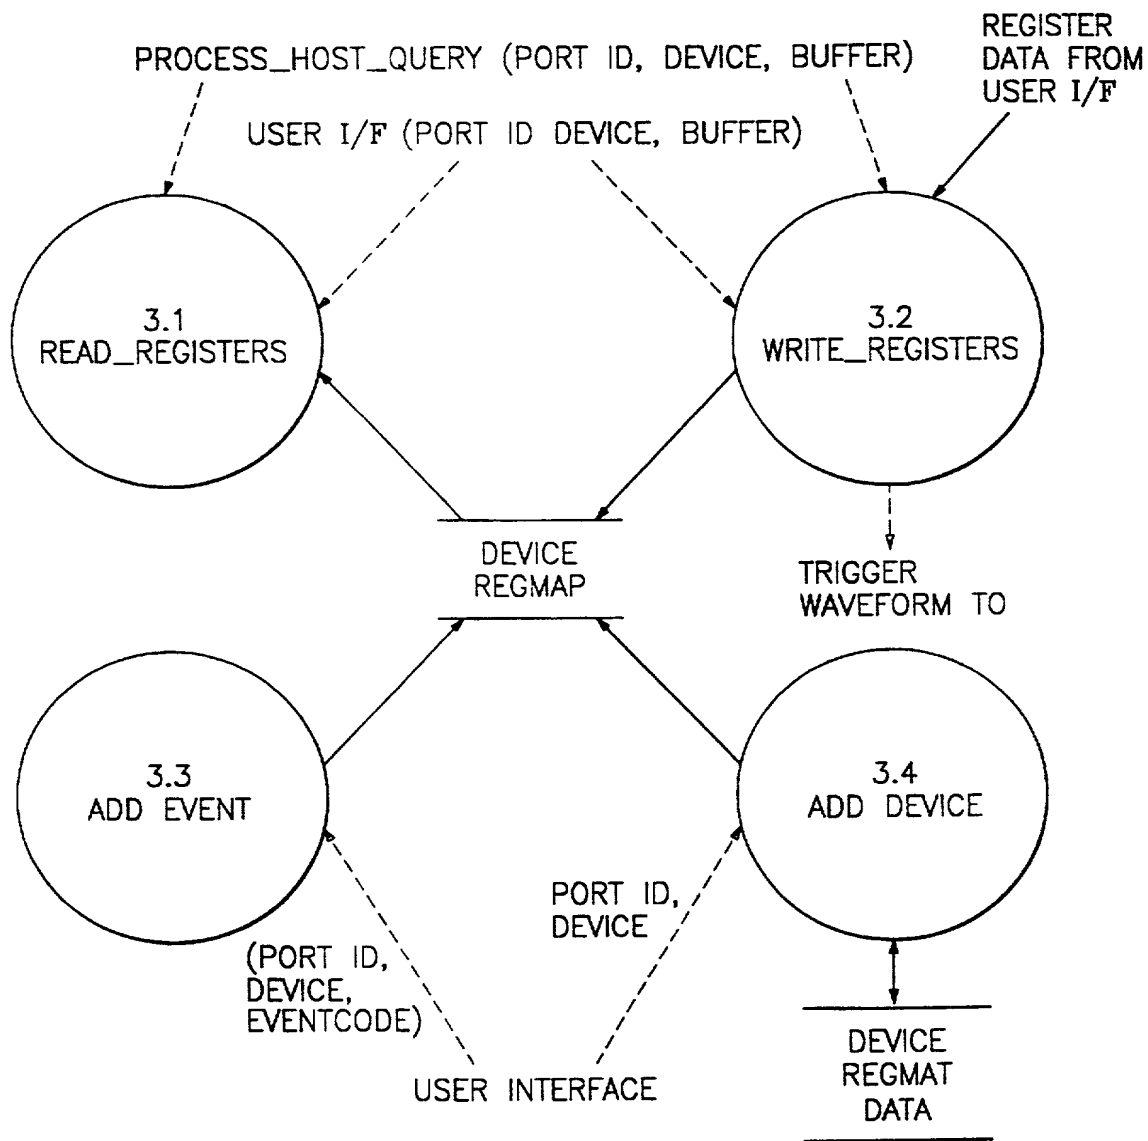 REGISTER
DATA FROM
USER I/F
PROCESS_HOST_QUERY (PORT ID, DEVICE, BUFFER)
USER I/F (PORT ID DEVICE, BUFFER)
3.1
READ_REGISTERS
3.2
WRITE_REGISTERS
DEVICE
REGMAP
TRIGGER
WAVEFORM TO
3.3
ADD EVENT
3.4
ADD DEVICE
PORT ID,
DEVICE
(PORT ID,
DEVICE,
EVENTCODE)
USER INTERFACE
DEVICE
REGMAT
DATA